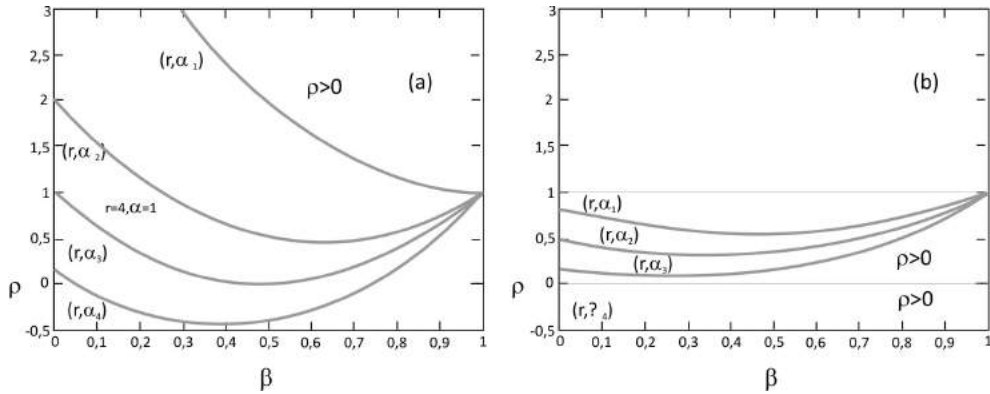 3
2,5
2
1,5
1
0,5
0
-0,5
ρ
(r,α 1)
ρ>0
(a)
(r,α 2)
r=4,α=1
(r,α3)
(r,α4)
0 0,1 0,2 0,3 0,4 0,5 0,6 0,7 0,8 0,9 1
β
3
2,5
2
1,5
1
0,5
0
-0,5
ρ
(b)
(r,α1)
(r,α2)
(r,α3)
ρ>0
ρ>0
(r,? 4)
0 0,1 0,2 0,3 0,4 0,5 0,6 0,7 0,8 0,9 1
β